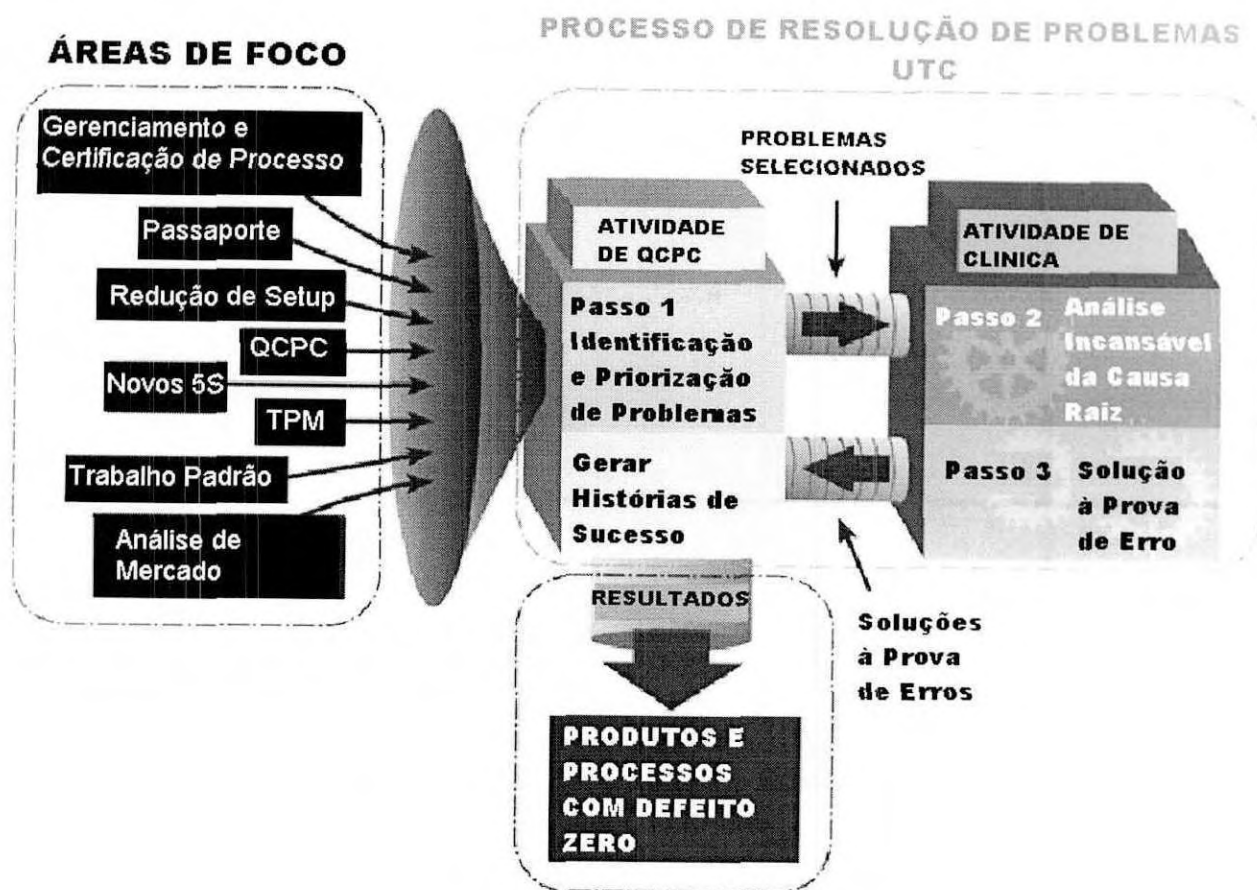 PROCESSO DE RESOLUÇÃO DE PROBLEMAS
UTC
ÁREAS DE FOCO
Gerenciamento e
Certificação de Processo
Passaporte
Redução de Setup
QCPC
Novos 5S
TPM
Trabalho Padrão
Análise de
Mercado
PROBLEMAS
SELECIONADOS
ATIVIDADE
DE QCPC
Passo 1
Identificação
e Priorização
de Problemas
Gerar
Histórias de
Sucesso
ATIVIDADE DE
CLINICA
Passo 2
Análise
Incansável
da Causa
Raiz
Passo 3
Solução
à Prova
de Erro
Soluções
à Prova
de Erros
RESULTADOS
PRODUTOS E
PROCESSOS
COM DEFEITO
ZERO